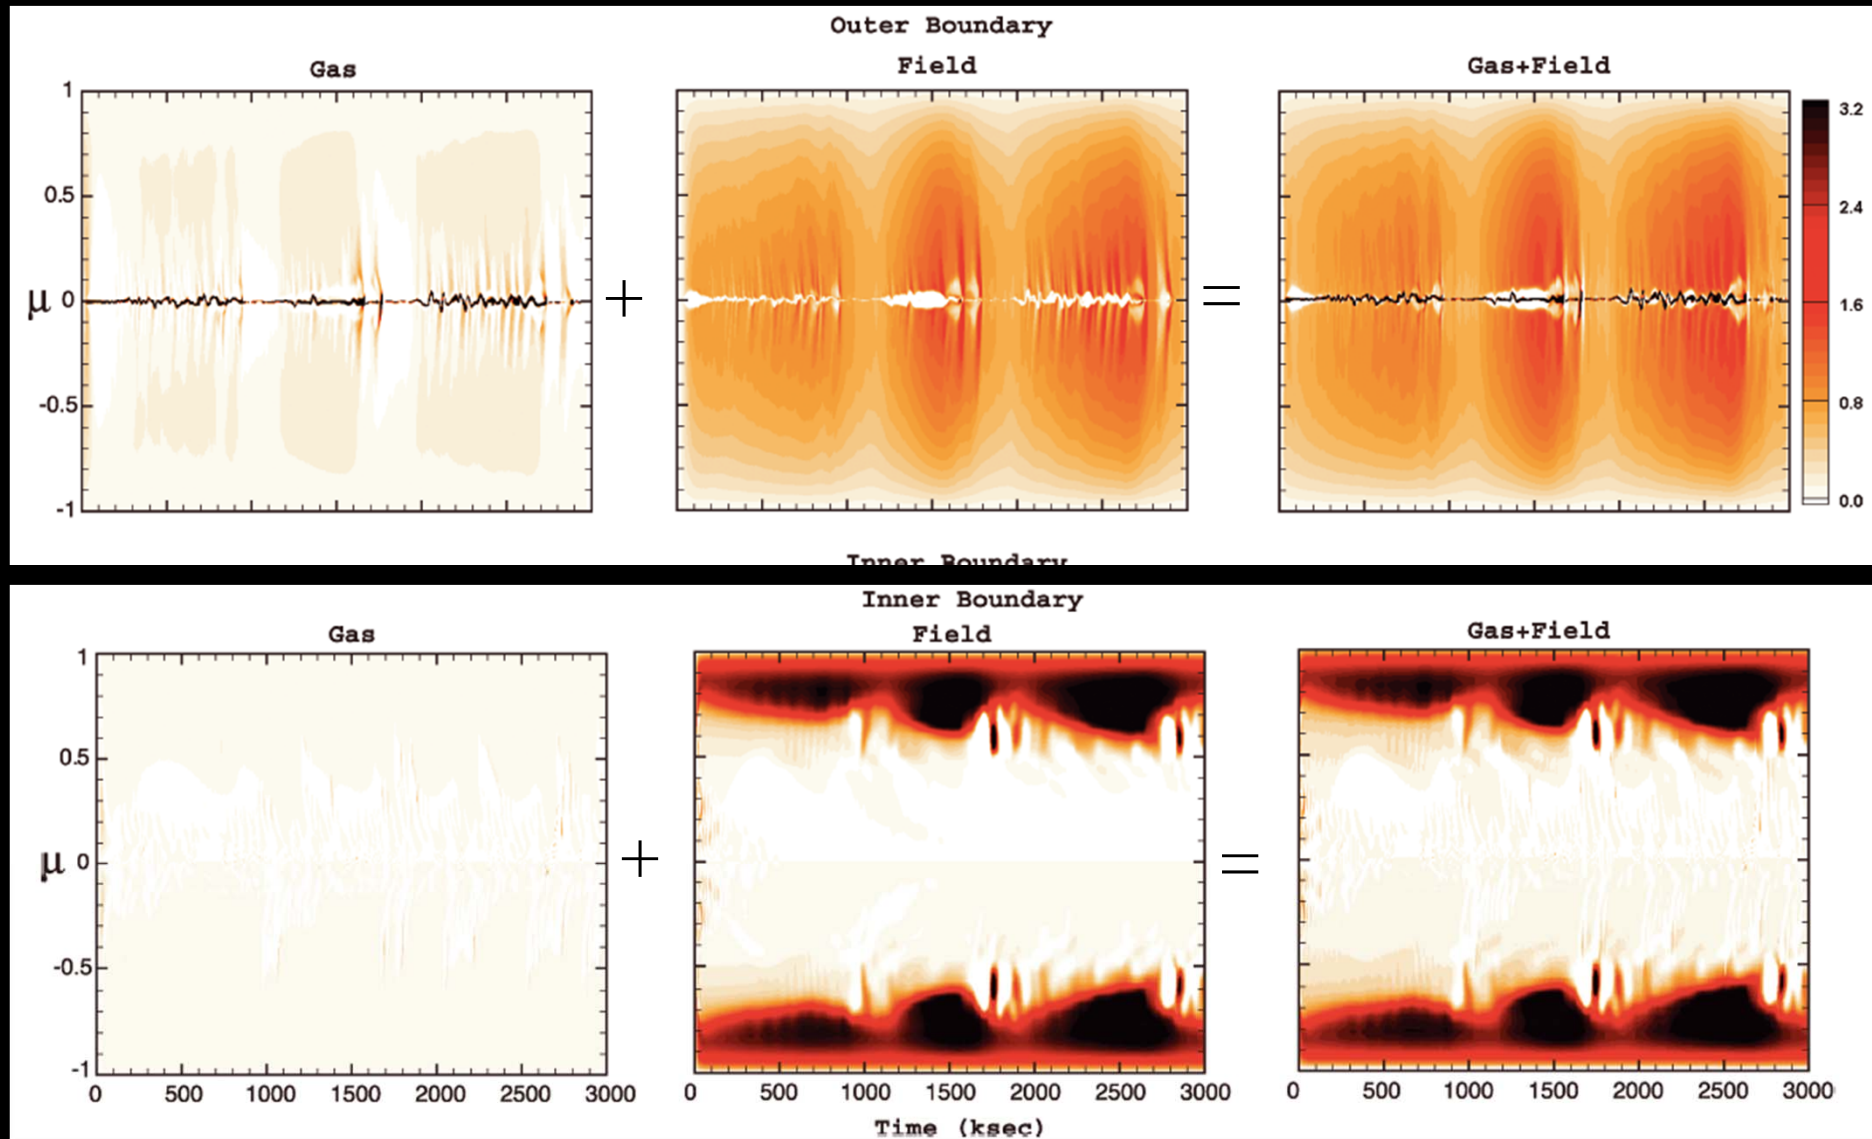 Outer Boundary
Gas Field Gas+Field
1
0.5
μ 0
-0.5
-1
+
=
3.2
2.4
1.6
0.8
0.0
Inner Boundary
Inner Boundary
Gas Field Gas+Field
1
0.5
μ 0
-0.5
-1
+
=
0 500 1000 1500 2000 2500 3000
0 500 1000 1500 2000 2500 3000
0 500 1000 1500 2000 2500 3000
Time (ksec)